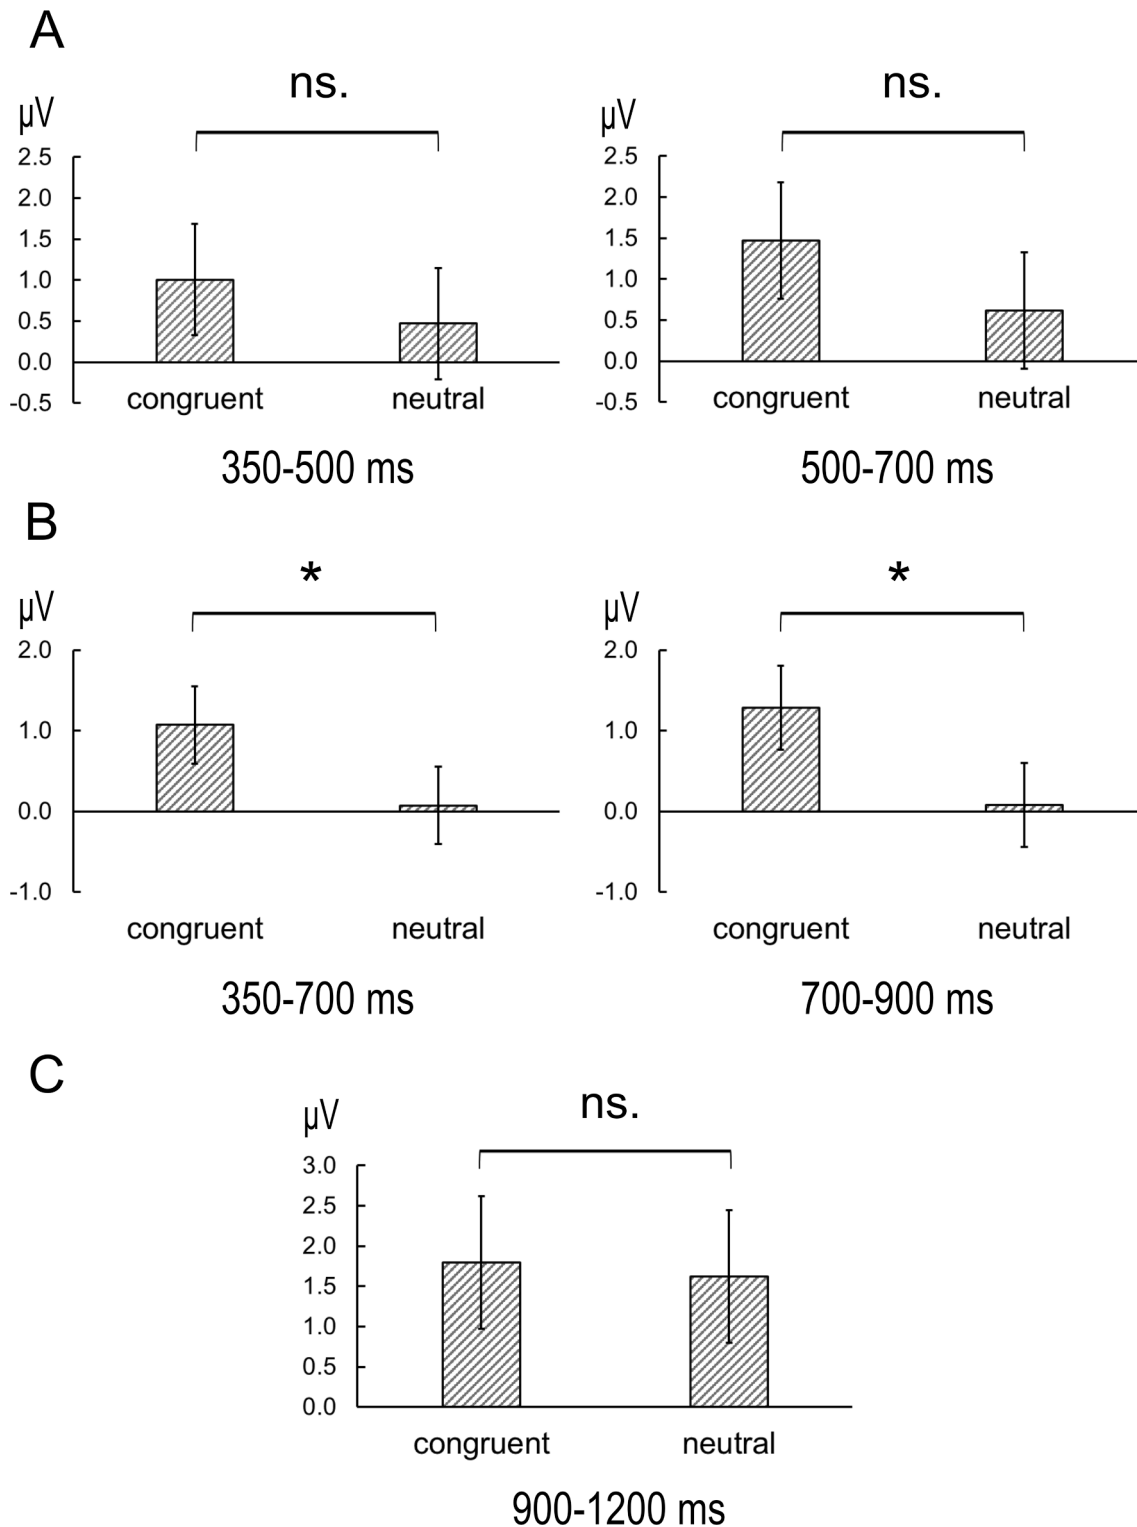 A
ns.
ns.
µV
µV
2.5
2.0
1.5
1.0
0.5
0.0
-0.5
congruent
neutral
350-500 ms
2.5
2.0
1.5
1.0
0.5
0.0
-0.5
congruent
neutral
500-700 ms
B
*
*
µV
µV
2.0
1.0
0.0
-1.0
congruent
neutral
350-700 ms
2.0
1.0
0.0
-1.0
congruent
neutral
700-900 ms
C
ns.
µV
3.0
2.5
2.0
1.5
1.0
0.5
0.0
congruent
neutral
900-1200 ms